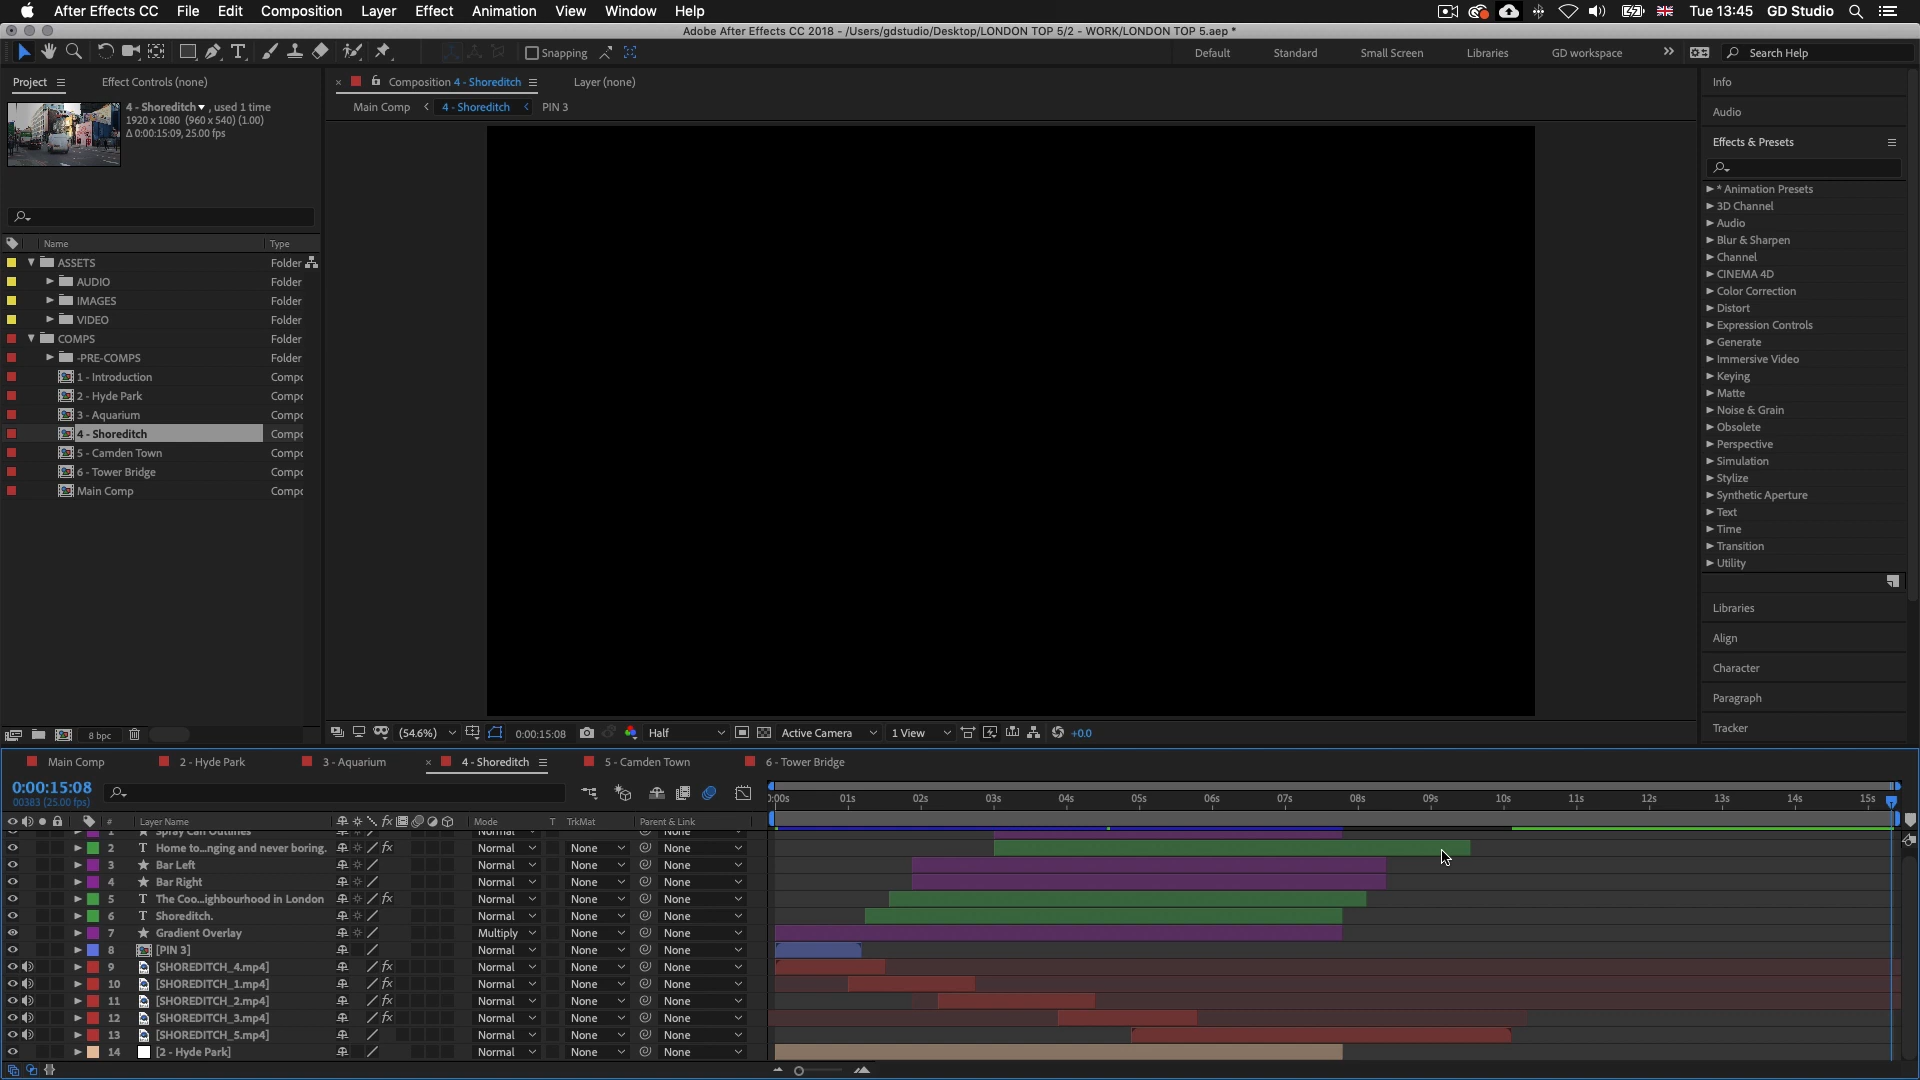 After Effects CC File Edit Composition Layer Effect Animation View Window Help Tue 13:45 GD Studio
Adobe After Effects CC 2018 - /Users/gdstudio/Desktop/LONDON TOP 5/2 - WORK/LONDON TOP 5.aep *
Snapping Default Standard Small Screen Libraries GD workspace Search Help
Project Effect Controls (none)
4 - Shoreditch , used 1 time
1920 x 1080 (960 x 540) (1.00)
Δ 0:00:15:09, 25.00 fps
Name Type
ASSETS Folder
AUDIO Folder
IMAGES Folder
VIDEO Folder
COMPS Folder
-PRE-COMPS Folder
1 - Introduction Compc
2 - Hyde Park Compc
3 - Aquarium Compc
4 - Shoreditch Compc
5 - Camden Town Compc
6 - Tower Bridge Compc
Main Comp Compc
8 bpc
Composition 4 - Shoreditch Layer (none)
Main Comp 4 - Shoreditch PIN 3
(54.6%) 0:00:15:08 Half Active Camera 1 View +0.0
Info
Audio
Effects & Presets
* Animation Presets
3D Channel
Audio
Blur & Sharpen
Channel
CINEMA 4D
Color Correction
Distort
Expression Controls
Generate
Immersive Video
Keying
Matte
Noise & Grain
Obsolete
Perspective
Simulation
Stylize
Synthetic Aperture
Text
Time
Transition
Utility
Libraries
Align
Character
Paragraph
Tracker
Main Comp 2 - Hyde Park 3 - Aquarium 4 - Shoreditch 5 - Camden Town 6 - Tower Bridge
0:00:15:08
00383 (25.00 fps)
:00s 01s 02s 03s 04s 05s 06s 07s 08s 09s 10s 11s 12s 13s 14s 15s
# Layer Name Mode T TrkMat Parent & Link
1 Spray Can Outlines Normal None
2 T Home to...nging and never boring. Normal None None
3 Bar Left Normal None None
4 Bar Right Normal None None
5 T The Coo...ighbourhood in London Normal None None
6 T Shoreditch. Normal None None
7 Gradient Overlay Multiply None None
8 [PIN 3] Normal None None
9 [SHOREDITCH_4.mp4] Normal None None
10 [SHOREDITCH_1.mp4] Normal None None
11 [SHOREDITCH_2.mp4] Normal None None
12 [SHOREDITCH_3.mp4] Normal None None
13 [SHOREDITCH_5.mp4] Normal None None
14 [2 - Hyde Park] Normal None None